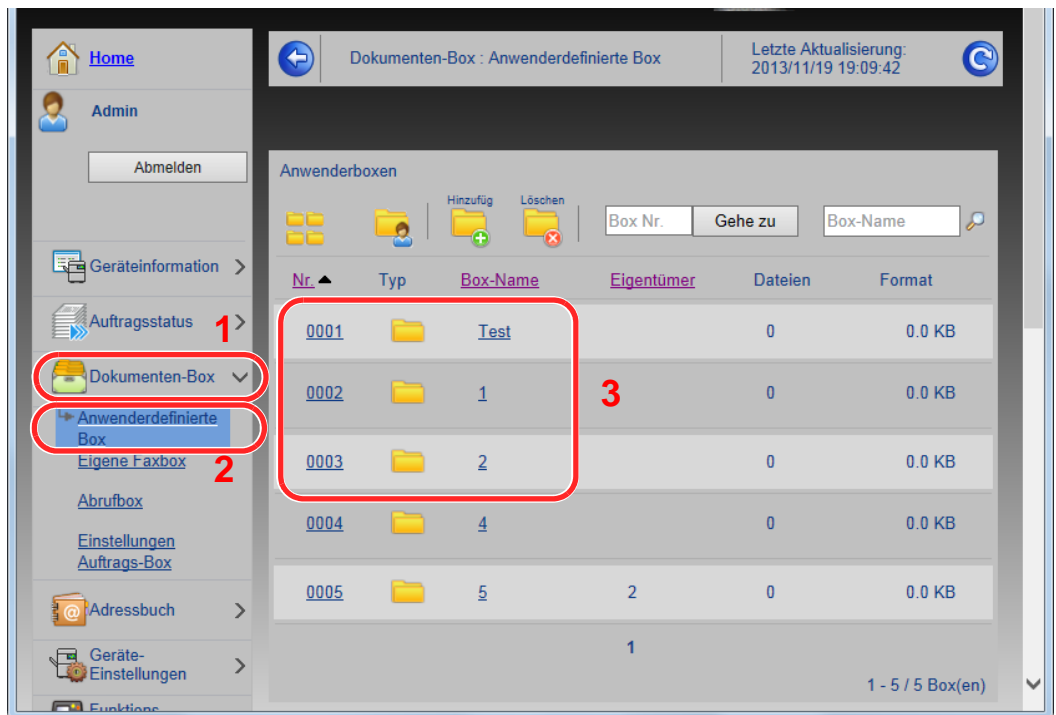 Home
Admin
Abmelden
Geräteinformation
Auftragsstatus
1
Dokumenten-Box
Anwenderdefinierte
Box
2
Eigene Faxbox
Abrufbox
Einstellungen
Auftrags-Box
Adressbuch
Geräte-
Einstellungen
Funktions
Dokumenten-Box : Anwenderdefinierte Box
Letzte Aktualisierung:
2013/11/19 19:09:42
Anwenderboxen
Hinzufüg Löschen
Box Nr. Gehe zu Box-Name
Nr. Typ Box-Name Eigentümer Dateien Format
0001 Test 0 0.0 KB
0002 1 0 0.0 KB
3
0003 2 0 0.0 KB
0004 4 0 0.0 KB
0005 5 2 0 0.0 KB
1
1 - 5 / 5 Box(en)